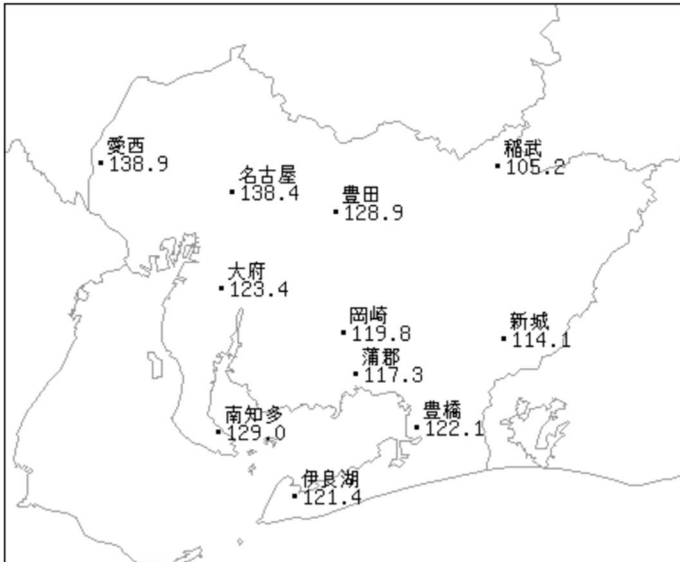 愛西
138.9
名古屋
138.4
豊田
128.9
稲武
105.2
大府
123.4
岡崎
119.8
新城
114.1
蒲郡
117.3
南知多
129.0
豊橋
122.1
伊良湖
121.4